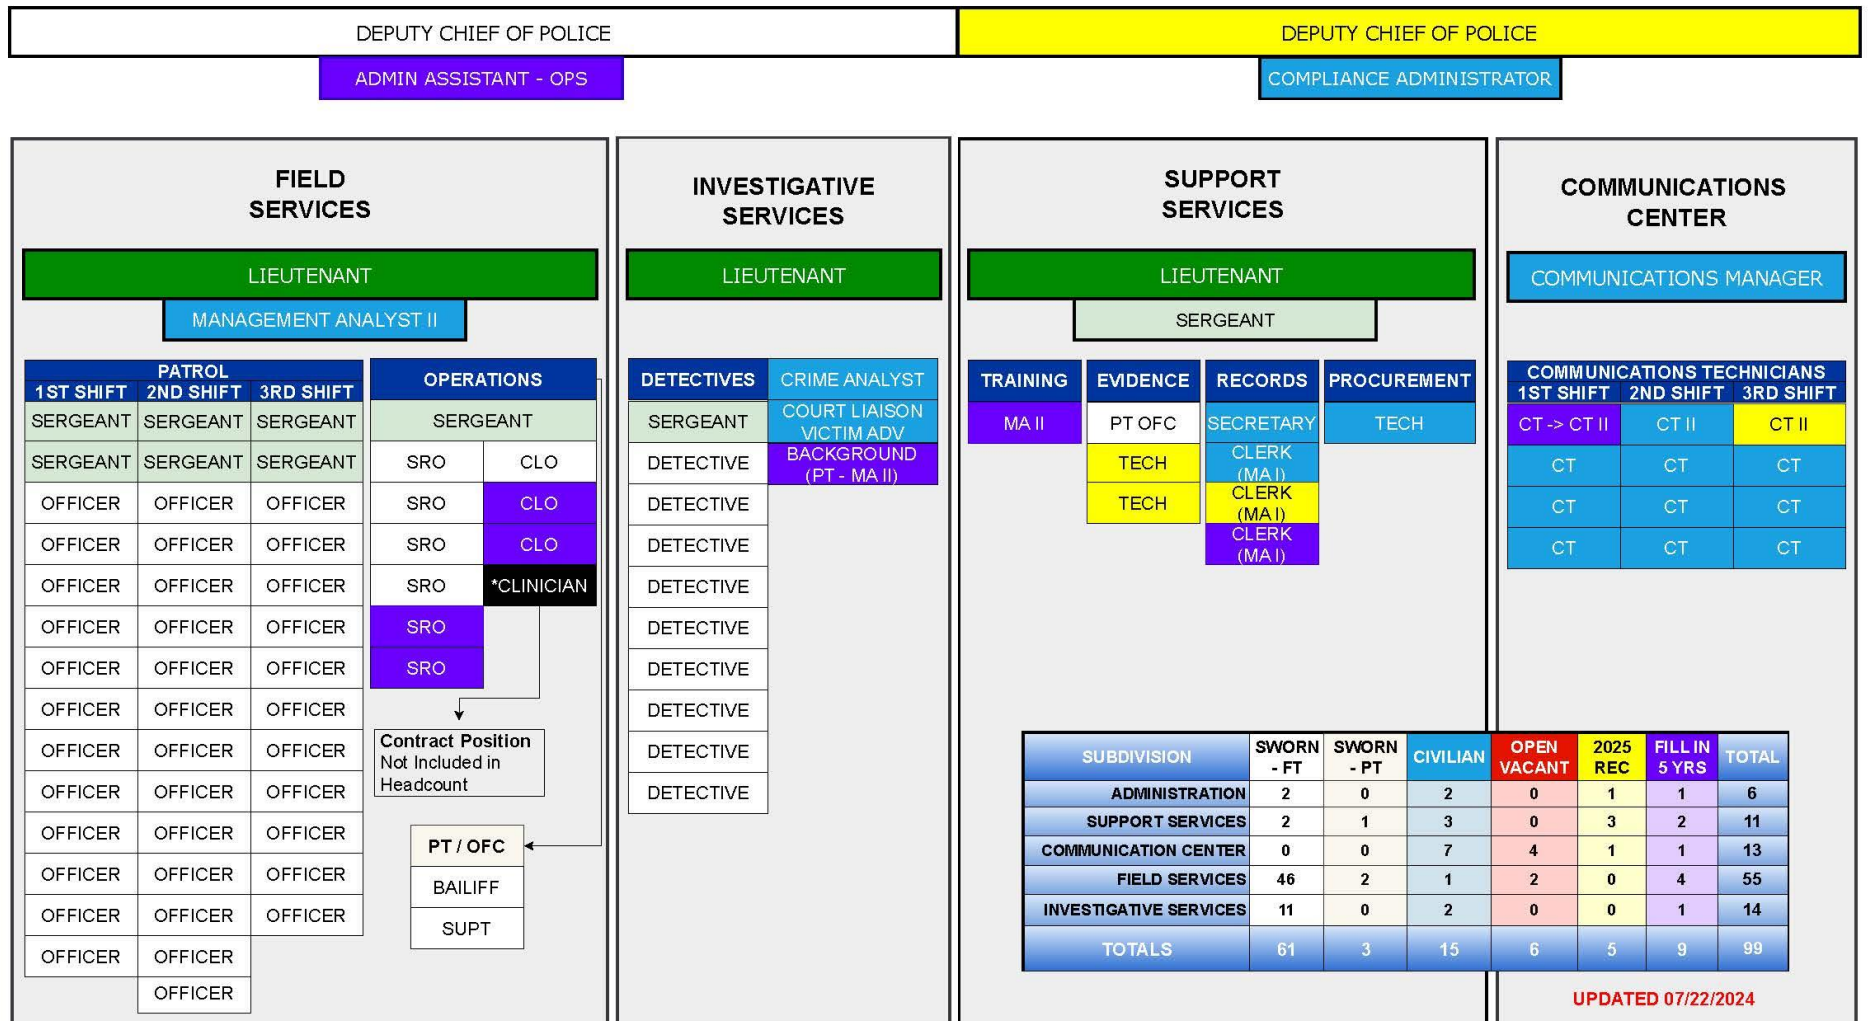 DEPUTY CHIEF OF POLICE
DEPUTY CHIEF OF POLICE
ADMIN ASSISTANT - OPS
COMPLIANCE ADMINISTRATOR
FIELD
SERVICES
LIEUTENANT
MANAGEMENT ANALYST II
PATROL
1ST SHIFT 2ND SHIFT 3RD SHIFT
SERGEANT SERGEANT SERGEANT
SERGEANT SERGEANT SERGEANT
OFFICER OFFICER OFFICER
OFFICER OFFICER OFFICER
OFFICER OFFICER OFFICER
OFFICER OFFICER OFFICER
OFFICER OFFICER OFFICER
OFFICER OFFICER OFFICER
OFFICER OFFICER OFFICER
OFFICER OFFICER OFFICER
OFFICER OFFICER OFFICER
OFFICER OFFICER OFFICER
OFFICER OFFICER OFFICER
OFFICER OFFICER
OFFICER
OPERATIONS
SERGEANT
SRO CLO
SRO CLO
SRO CLO
SRO *CLINICIAN
SRO
SRO
Contract Position
Not Included in
Headcount
PT / OFC
BAILIFF
SUPT
INVESTIGATIVE
SERVICES
LIEUTENANT
DETECTIVES
SERGEANT
DETECTIVE
DETECTIVE
DETECTIVE
DETECTIVE
DETECTIVE
DETECTIVE
DETECTIVE
DETECTIVE
DETECTIVE
CRIME ANALYST
COURT LIAISON
VICTIM ADV
BACKGROUND
(PT - MA II)
SUPPORT
SERVICES
LIEUTENANT
SERGEANT
TRAINING
MA II
EVIDENCE
PT OFC
TECH
TECH
RECORDS
SECRETARY
CLERK
(MA I)
CLERK
(MA I)
CLERK
(MA I)
PROCUREMENT
TECH
COMMUNICATIONS
CENTER
COMMUNICATIONS MANAGER
COMMUNICATIONS TECHNICIANS
1ST SHIFT 2ND SHIFT 3RD SHIFT
CT -> CT II CT II CT II
CT CT CT
CT CT CT
CT CT CT
SUBDIVISION SWORN - FT SWORN - PT CIVILIAN OPEN VACANT 2025 REC FILL IN 5 YRS TOTAL
ADMINISTRATION 2 0 2 0 1 1 6
SUPPORT SERVICES 2 1 3 0 3 2 11
COMMUNICATION CENTER 0 0 7 4 1 1 13
FIELD SERVICES 46 2 1 2 0 4 55
INVESTIGATIVE SERVICES 11 0 2 0 0 1 14
TOTALS 61 3 15 6 5 9 99
UPDATED 07/22/2024